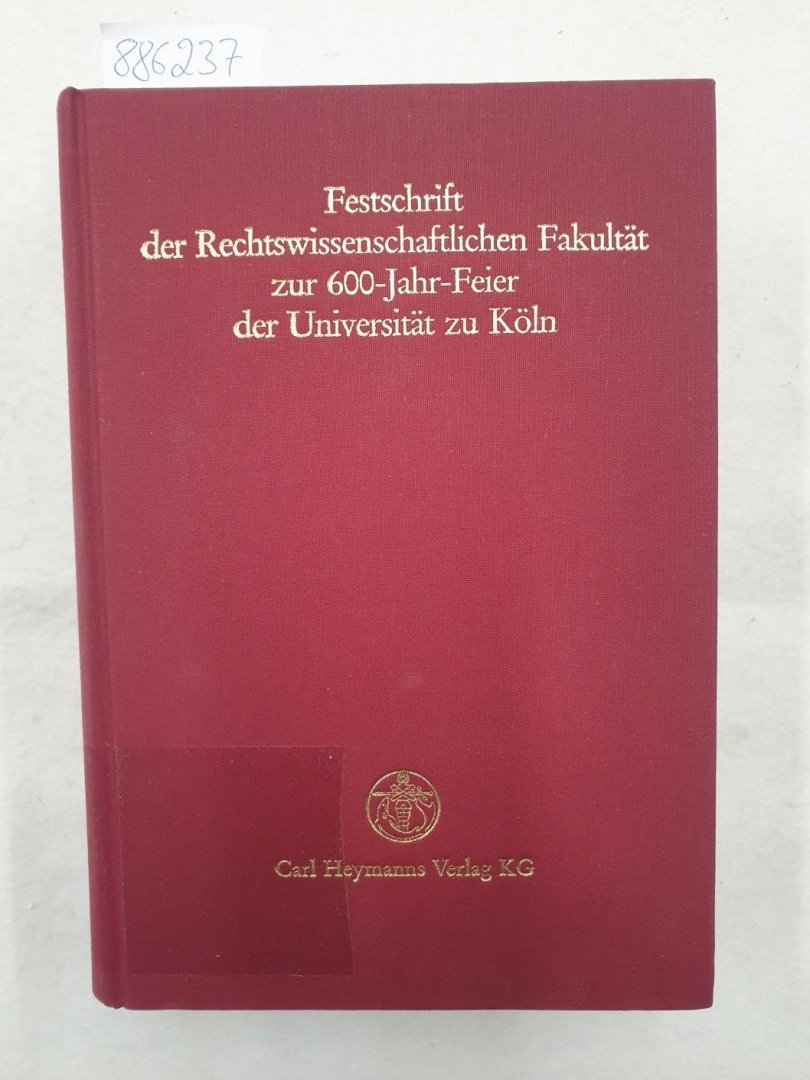 886237
Festschrift
der Rechtswissenschaftlichen Fakultät
zur 600-Jahr-Feier
der Universität zu Köln
Carl Heymanns Verlag KG